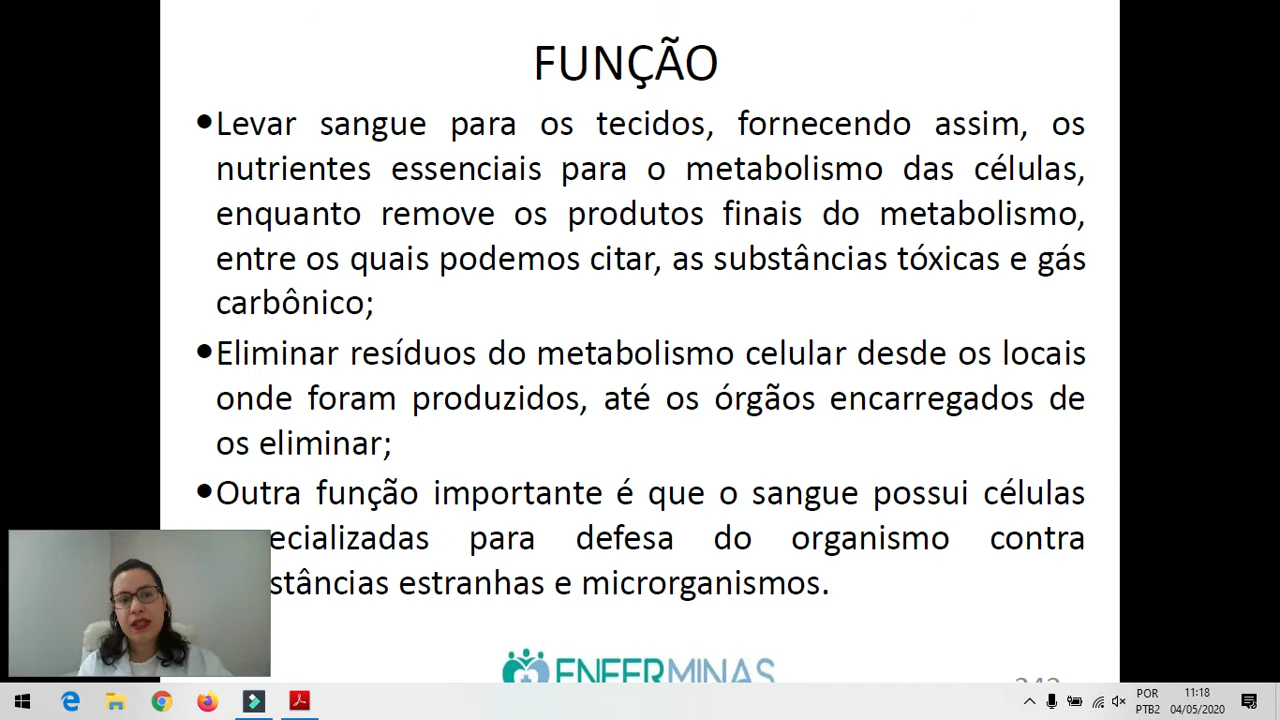 FUNÇÃO
•Levar sangue para os tecidos, fornecendo assim, os
nutrientes essenciais para o metabolismo das células,
enquanto remove os produtos finais do metabolismo,
entre os quais podemos citar, as substâncias tóxicas e gás
carbônico;
•Eliminar resíduos do metabolismo celular desde os locais
onde foram produzidos, até os órgãos encarregados de
os eliminar;
•Outra função importante é que o sangue possui células
ecializadas para defesa do organismo contra
stâncias estranhas e microrganismos.
ENFERMINAS
POR
PTB2
11:18
04/05/2020